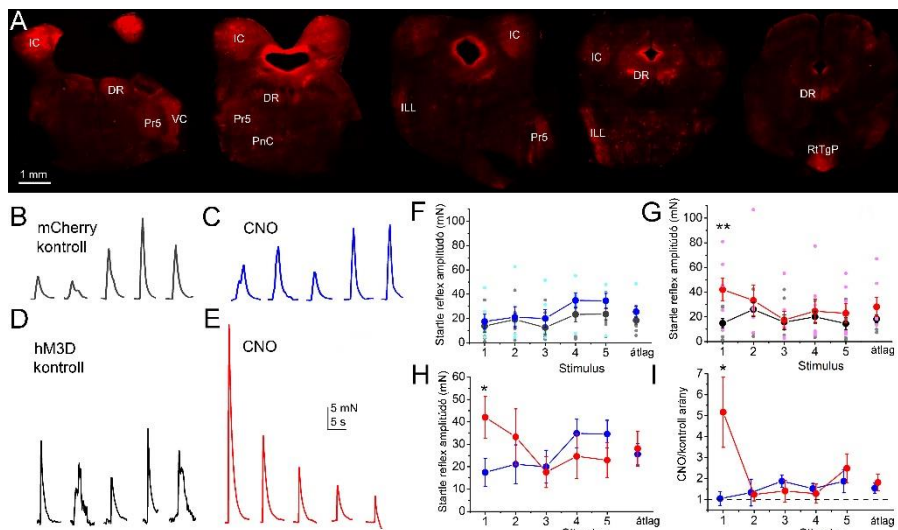 A
IC
DR
Pr5
VC
IC
DR
Pr5
PnC
IC
ILL
Pr5
IC
DR
ILL
DR
RtTgP
1 mm
B
mCherry
kontroll
C
CNO
D
hM3D
kontroll
E
CNO
5 mN
5 s
F
Startle reflex amplitúdó (mN)
100
80
60
40
20
0
1 2 3 4 5 átlag
Stimulus
G
Startle reflex amplitúdó (mN)
100
80
60
40
20
0
**
1 2 3 4 5 átlag
Stimulus
H
Startle reflex amplitúdó (mN)
60
50
40
30
20
10
0
*
1 2 3 4 5 átlag
Stimulus
I
CNO/kontroll arány
7
6
5
4
3
2
1
*
1 2 3 4 5 átlag
Stimulus